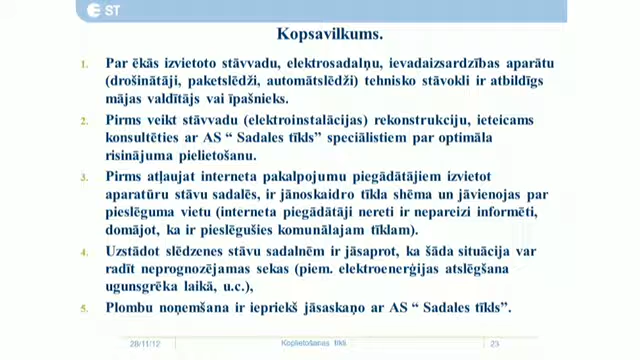 ST
Kopsavilkums.
1. Par ēkās izvietoto stāvvadu, elektrosadalņu, ievadaizsardzības aparātu
(drošinātāji, paketslēdži, automātslēdži) tehnisko stāvokli ir atbildīgs
mājas valdītājs vai īpašnieks.
2. Pirms veikt stāvvadu (elektroinstalācijas) rekonstrukciju, ieteicams
konsultēties ar AS “ Sadales tīkls” speciālistiem par optimāla
risinājuma pielietošanu.
3. Pirms atļaujat interneta pakalpojumu piegādātājiem izvietot
aparatūru stāvu sadalēs, ir jānoskaidro tīkla shēma un jāvienojas par
pieslēguma vietu (interneta piegādātāji nereti ir nepareizi informēti,
domājot, ka ir pieslēgušies komunālajam tīklam).
4. Uzstādot slēdzenes stāvu sadalnēm ir jāsaprot, ka šāda situācija var
radīt neprognozējamas sekas (piem. elektroenerģijas atslēgšana
ugunsgrēka laikā, u.c.),
5. Plombu noņemšana ir iepriekš jāsaskaņo ar AS “ Sadales tīkls”.
28/11/12 Koplietošanas tīkli 23